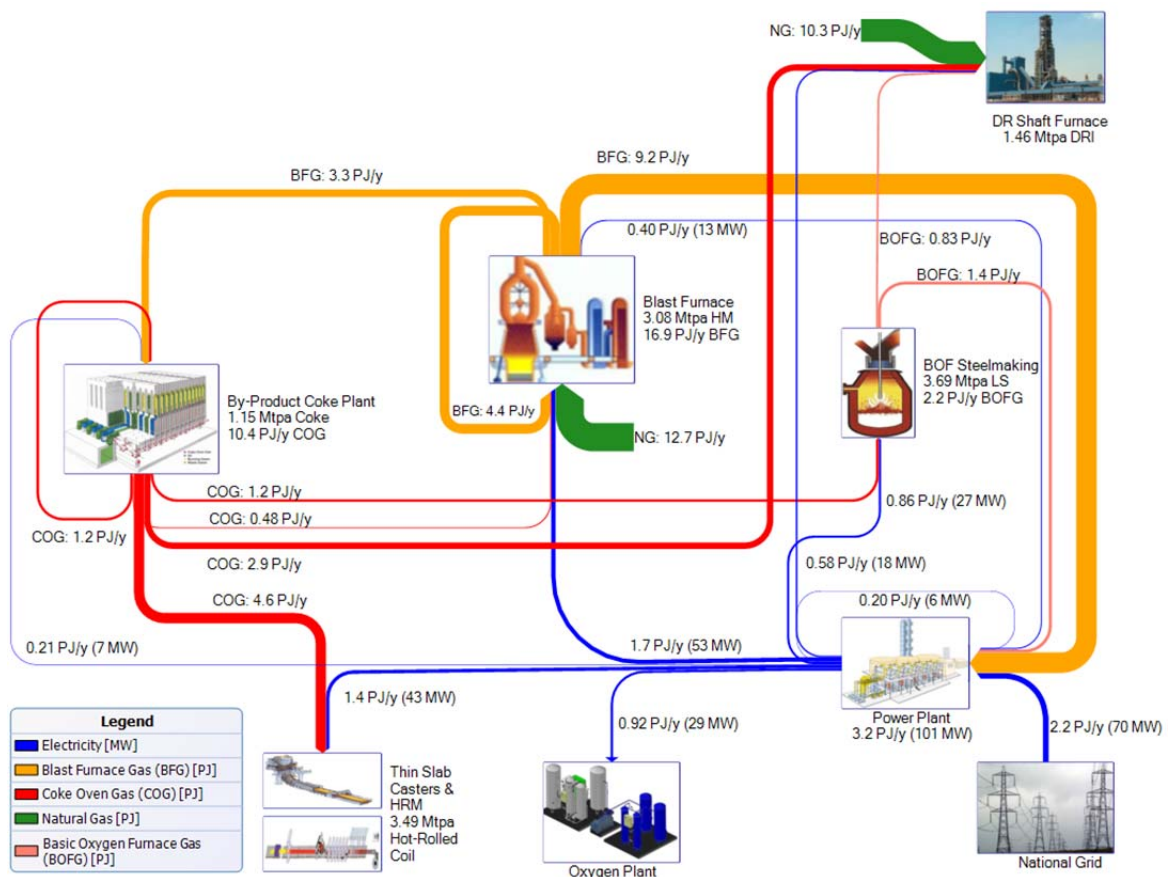 NG: 10.3 PJ/y
DR Shaft Furnace
1.46 Mtpa DRI
BFG: 9.2 PJ/y
BFG: 3.3 PJ/y
0.40 PJ/y (13 MW)
BOFG: 0.83 PJ/y
BOFG: 1.4 PJ/y
Blast Furnace
3.08 Mtpa HM
16.9 PJ/y BFG
BOF Steelmaking
3.69 Mtpa LS
2.2 PJ/y BOFG
By-Product Coke Plant
1.15 Mtpa Coke
10.4 PJ/y COG
BFG: 4.4 PJ/y
NG: 12.7 PJ/y
COG: 1.2 PJ/y
0.86 PJ/y (27 MW)
COG: 0.48 PJ/y
COG: 1.2 PJ/y
COG: 2.9 PJ/y
0.58 PJ/y (18 MW)
COG: 4.6 PJ/y
0.20 PJ/y (6 MW)
0.21 PJ/y (7 MW)
1.7 PJ/y (53 MW)
1.4 PJ/y (43 MW)
0.92 PJ/y (29 MW)
Power Plant
3.2 PJ/y (101 MW)
2.2 PJ/y (70 MW)
Legend
Electricity [MW]
Blast Furnace Gas (BFG) [PJ]
Coke Oven Gas (COG) [PJ]
Natural Gas [PJ]
Basic Oxygen Furnace Gas
(BOFG) [PJ]
Thin Slab
Casters &
HRM
3.49 Mtpa
Hot-Rolled
Coil
Oxygen Plant
National Grid